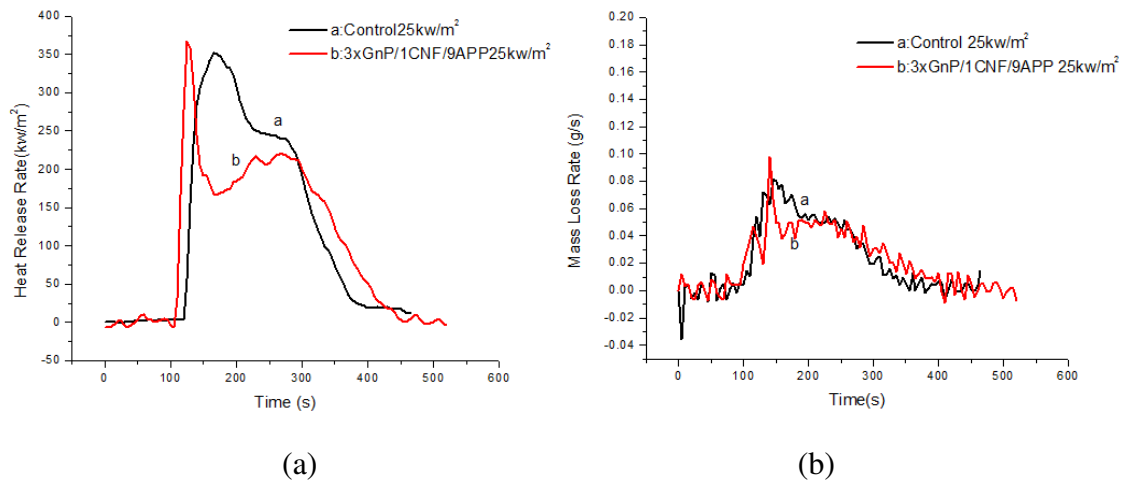 a:Control25kw/m²
b:3xGnP/1CNF/9APP25kw/m²
400
350
300
250
200
150
100
50
0
-50
Heat Release Rate(kw/m²)
a
b
0 100 200 300 400 500 600
Time (s)
(a)
a:Control 25kw/m²
b:3xGnP/1CNF/9APP 25kw/m²
0.20
0.18
0.16
0.14
0.12
0.10
0.08
0.06
0.04
0.02
0.00
-0.02
-0.04
Mass Loss Rate (g/s)
a
b
0 100 200 300 400 500 600
Time(s)
(b)